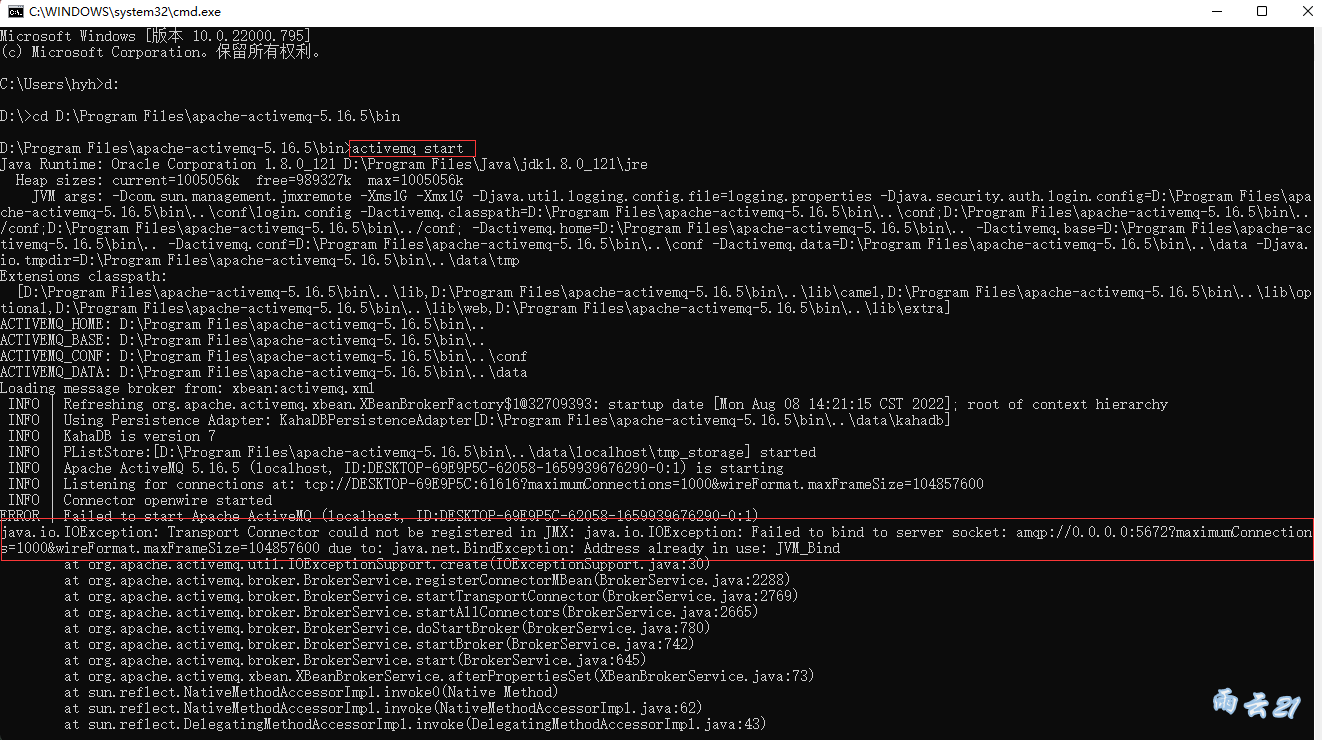 C:\WINDOWS\system32\cmd.exe
Microsoft Windows [版本 10.0.22000.795]
(c) Microsoft Corporation。保留所有权利。
C:\Users\hyh>d:
D:\>cd D:\Program Files\apache-activemq-5.16.5\bin
D:\Program Files\apache-activemq-5.16.5\bin>activemq start
Java Runtime: Oracle Corporation 1.8.0_121 D:\Program Files\Java\jdk1.8.0_121\jre
  Heap sizes: current=1005056k  free=989327k  max=1005056k
    JVM args: -Dcom.sun.management.jmxremote -Xms1G -Xmx1G -Djava.util.logging.config.file=logging.properties -Djava.security.auth.login.config=D:\Program Files\apa
che-activemq-5.16.5\bin\..\conf\login.config -Dactivemq.classpath=D:\Program Files\apache-activemq-5.16.5\bin\..\conf;D:\Program Files\apache-activemq-5.16.5\bin\..
/conf;D:\Program Files\apache-activemq-5.16.5\bin\../conf; -Dactivemq.home=D:\Program Files\apache-activemq-5.16.5\bin\.. -Dactivemq.base=D:\Program Files\apache-ac
tivemq-5.16.5\bin\.. -Dactivemq.conf=D:\Program Files\apache-activemq-5.16.5\bin\..\conf -Dactivemq.data=D:\Program Files\apache-activemq-5.16.5\bin\..\data -Djava.
io.tmpdir=D:\Program Files\apache-activemq-5.16.5\bin\..\data\tmp
Extensions classpath:
  [D:\Program Files\apache-activemq-5.16.5\bin\..\lib,D:\Program Files\apache-activemq-5.16.5\bin\..\lib\camel,D:\Program Files\apache-activemq-5.16.5\bin\..\lib\op
tional,D:\Program Files\apache-activemq-5.16.5\bin\..\lib\web,D:\Program Files\apache-activemq-5.16.5\bin\..\lib\extra]
ACTIVEMQ_HOME: D:\Program Files\apache-activemq-5.16.5\bin\..
ACTIVEMQ_BASE: D:\Program Files\apache-activemq-5.16.5\bin\..
ACTIVEMQ_CONF: D:\Program Files\apache-activemq-5.16.5\bin\..\conf
ACTIVEMQ_DATA: D:\Program Files\apache-activemq-5.16.5\bin\..\data
Loading message broker from: xbean:activemq.xml
 INFO | Refreshing org.apache.activemq.xbean.XBeanBrokerFactory$1@32709393: startup date [Mon Aug 08 14:21:15 CST 2022]; root of context hierarchy
 INFO | Using Persistence Adapter: KahaDBPersistenceAdapter[D:\Program Files\apache-activemq-5.16.5\bin\..\data\kahadb]
 INFO | KahaDB is version 7
 INFO | PListStore:[D:\Program Files\apache-activemq-5.16.5\bin\..\data\localhost\tmp_storage] started
 INFO | Apache ActiveMQ 5.16.5 (localhost, ID:DESKTOP-69E9P5C-62058-1659939676290-0:1) is starting
 INFO | Listening for connections at: tcp://DESKTOP-69E9P5C:61616?maximumConnections=1000&wireFormat.maxFrameSize=104857600
 INFO | Connector openwire started
ERROR | Failed to start Apache ActiveMQ (localhost, ID:DESKTOP-69E9P5C-62058-1659939676290-0:1)
java.io.IOException: Transport Connector could not be registered in JMX: java.io.IOException: Failed to bind to server socket: amqp://0.0.0.0:5672?maximumConnection
s=1000&wireFormat.maxFrameSize=104857600 due to: java.net.BindException: Address already in use: JVM_Bind
        at org.apache.activemq.util.IOExceptionSupport.create(IOExceptionSupport.java:30)
        at org.apache.activemq.broker.BrokerService.registerConnectorMBean(BrokerService.java:2288)
        at org.apache.activemq.broker.BrokerService.startTransportConnector(BrokerService.java:2769)
        at org.apache.activemq.broker.BrokerService.startAllConnectors(BrokerService.java:2665)
        at org.apache.activemq.broker.BrokerService.doStartBroker(BrokerService.java:780)
        at org.apache.activemq.broker.BrokerService.startBroker(BrokerService.java:742)
        at org.apache.activemq.broker.BrokerService.start(BrokerService.java:645)
        at org.apache.activemq.xbean.XBeanBrokerService.afterPropertiesSet(XBeanBrokerService.java:73)
        at sun.reflect.NativeMethodAccessorImpl.invoke0(Native Method)
        at sun.reflect.NativeMethodAccessorImpl.invoke(NativeMethodAccessorImpl.java:62)
        at sun.reflect.DelegatingMethodAccessorImpl.invoke(DelegatingMethodAccessorImpl.java:43)
雨云21